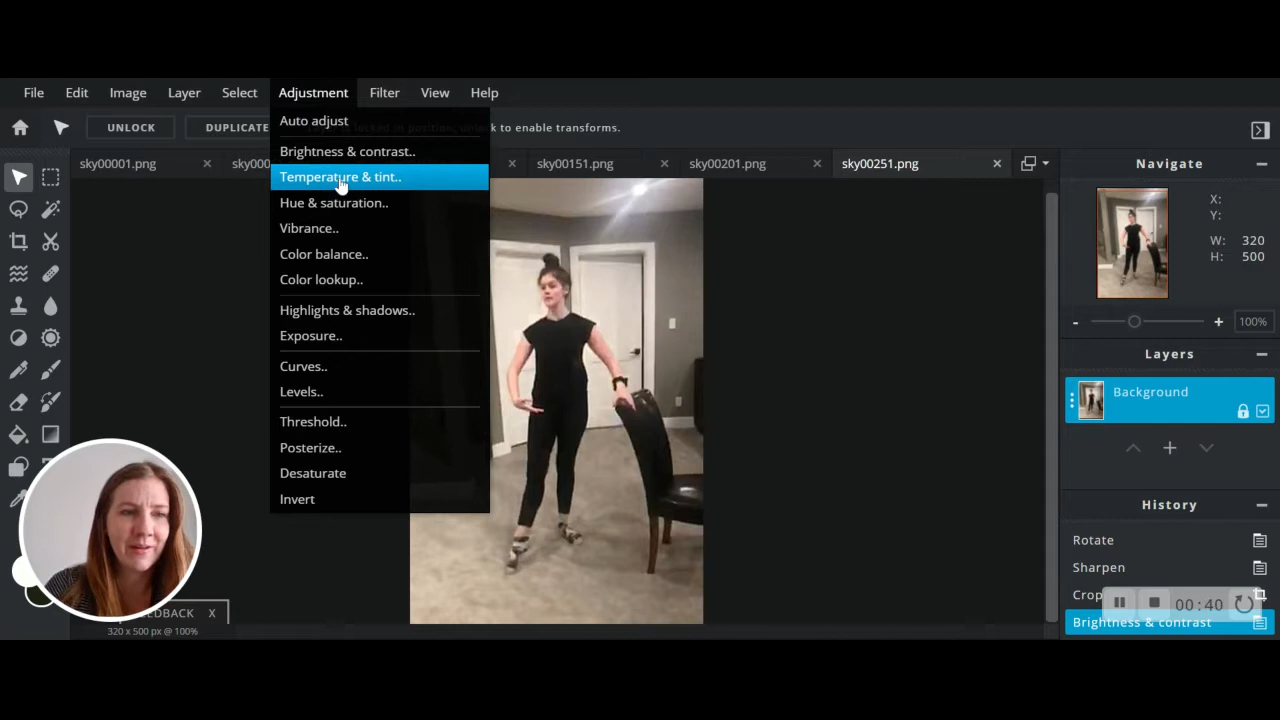 File Edit Image Layer Select Adjustment Filter View Help
UNLOCK DUPLICATE to enable transforms.
sky00001.png sky000 sky00151.png sky00201.png sky00251.png
Auto adjust
Brightness & contrast..
Temperature & tint..
Hue & saturation..
Vibrance..
Color balance..
Color lookup..
Highlights & shadows..
Exposure..
Curves..
Levels..
Threshold..
Posterize..
Desaturate
Invert
Navigate
X:
Y:
W: 320
H: 500
- + 100%
Layers
Background
History
Rotate
Sharpen
Crop
Brightness & contrast
00:40
EDBACK X
320 x 500 px @ 100%